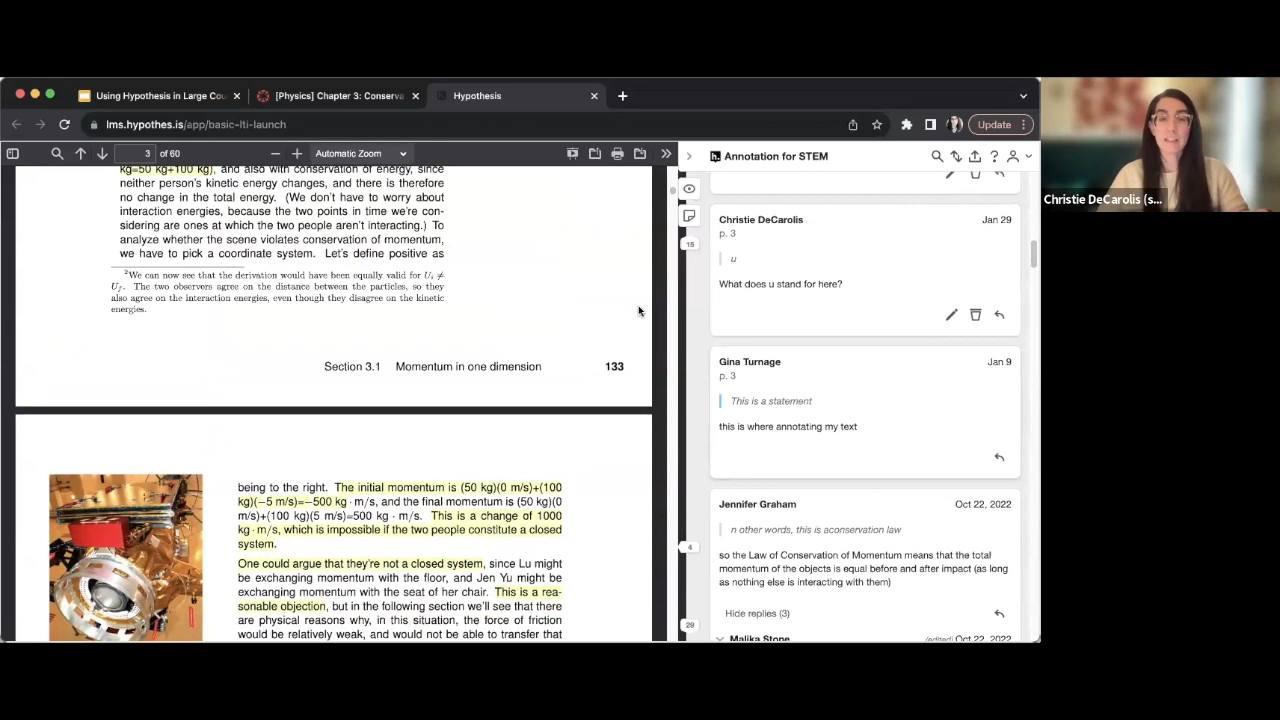 Using Hypothesis in Large Cou
[Physics] Chapter 3: Conserva
Hypothesis
lms.hypothes.is/app/basic-lti-launch
Update
3 of 60
Automatic Zoom
kg=50 kg+100 kg), and also with conservation of energy, since
neither person's kinetic energy changes, and there is therefore
no change in the total energy. (We don't have to worry about
interaction energies, because the two points in time we're con-
sidering are ones at which the two people aren't interacting.) To
analyze whether the scene violates conservation of momentum,
we have to pick a coordinate system. Let's define positive as
2We can now see that the derivation would have been equally valid for Ui ≠
Uf. The two observers agree on the distance between the particles, so they
also agree on the interaction energies, even though they disagree on the kinetic
energies.
Section 3.1 Momentum in one dimension 133
being to the right. The initial momentum is (50 kg)(0 m/s)+(100
kg)(−5 m/s)=−500 kg · m/s, and the final momentum is (50 kg)(0
m/s)+(100 kg)(5 m/s)=500 kg · m/s. This is a change of 1000
kg · m/s, which is impossible if the two people constitute a closed
system.
One could argue that they're not a closed system, since Lu might
be exchanging momentum with the floor, and Jen Yu might be
exchanging momentum with the seat of her chair. This is a rea-
sonable objection, but in the following section we'll see that there
are physical reasons why, in this situation, the force of friction
would be relatively weak, and would not be able to transfer that
h. Annotation for STEM
15
4
29
Christie DeCarolis Jan 29
p. 3
u
What does u stand for here?
Gina Turnage Jan 9
p. 3
This is a statement
this is where annotating my text
Jennifer Graham Oct 22, 2022
n other words, this is aconservation law
so the Law of Conservation of Momentum means that the total
momentum of the objects is equal before and after impact (as long
as nothing else is interacting with them)
Hide replies (3)
Malika Stone (edited) Oct 22, 2022
Christie DeCarolis (s...